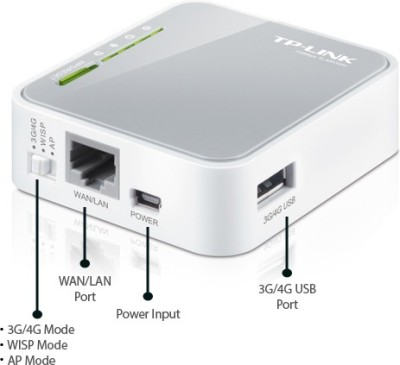 TP-LINK
3G/4G
WISP
AP
WAN/LAN
POWER
3G/4G USB
WAN/LAN
Port
Power Input
3G/4G USB
Port
• 3G/4G Mode
• WISP Mode
• AP Mode